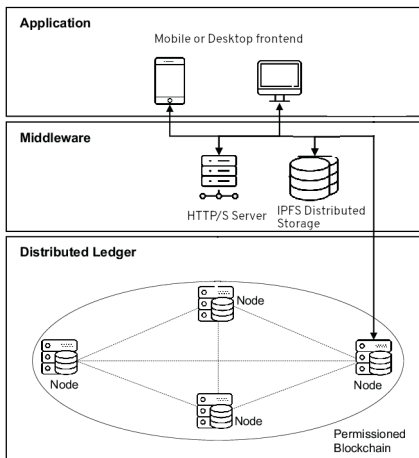 Application
Mobile or Desktop frontend
Middleware
HTTP/S Server
IPFS Distributed
Storage
Distributed Ledger
Node
Node
Node
Node
Permissioned
Blockchain